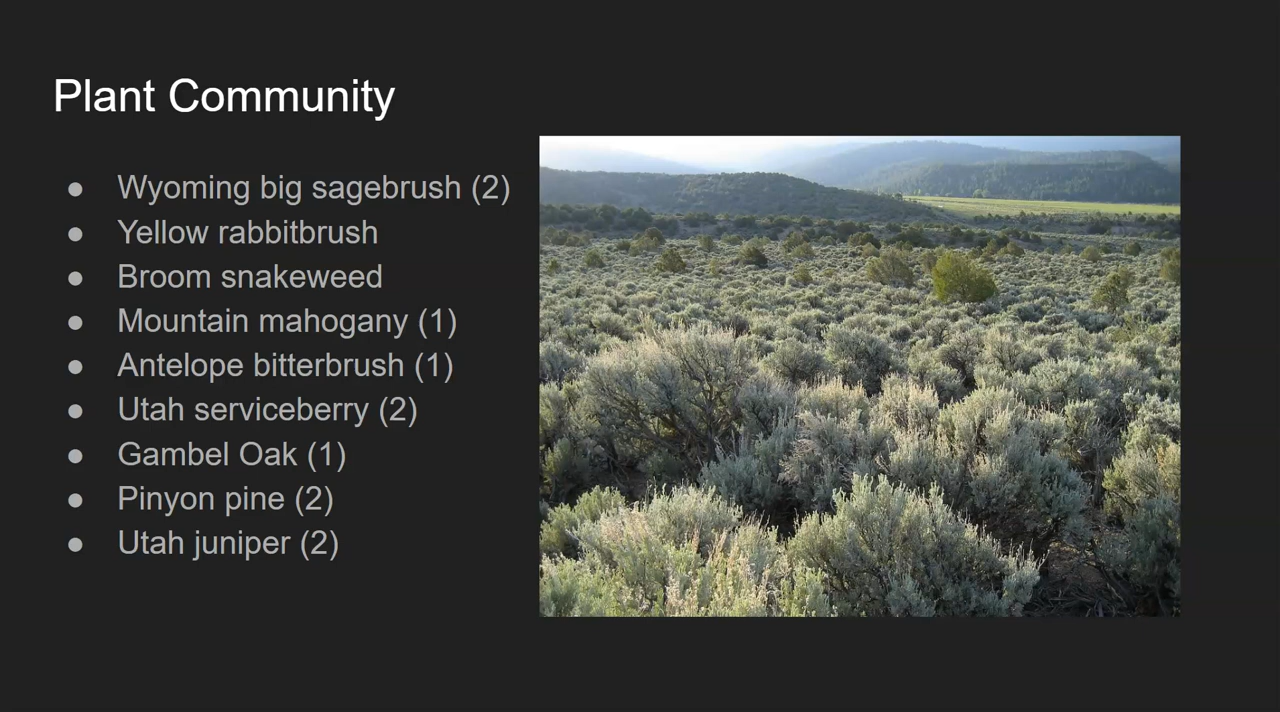 Plant Community
● Wyoming big sagebrush (2)
● Yellow rabbitbrush
● Broom snakeweed
● Mountain mahogany (1)
● Antelope bitterbrush (1)
● Utah serviceberry (2)
● Gambel Oak (1)
● Pinyon pine (2)
● Utah juniper (2)